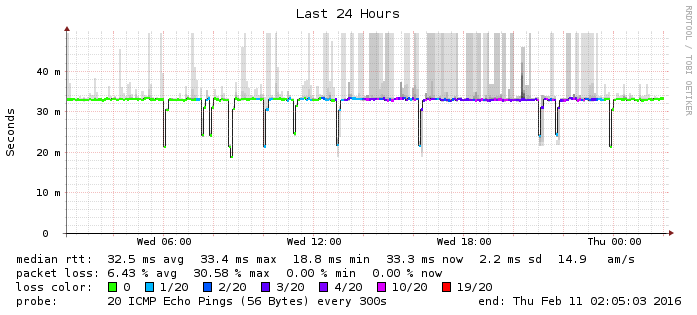 Last 24 Hours
RRDTOOL / TOBI OETIKER
Seconds
40 m
30 m
20 m
10 m
0
Wed 06:00 Wed 12:00 Wed 18:00 Thu 00:00
median rtt: 32.5 ms avg 33.4 ms max 18.8 ms min 33.3 ms now 2.2 ms sd 14.9 am/s
packet loss: 6.43 % avg 30.58 % max 0.00 % min 0.00 % now
loss color: 0 1/20 2/20 3/20 4/20 10/20 19/20
probe: 20 ICMP Echo Pings (56 Bytes) every 300s end: Thu Feb 11 02:05:03 2016